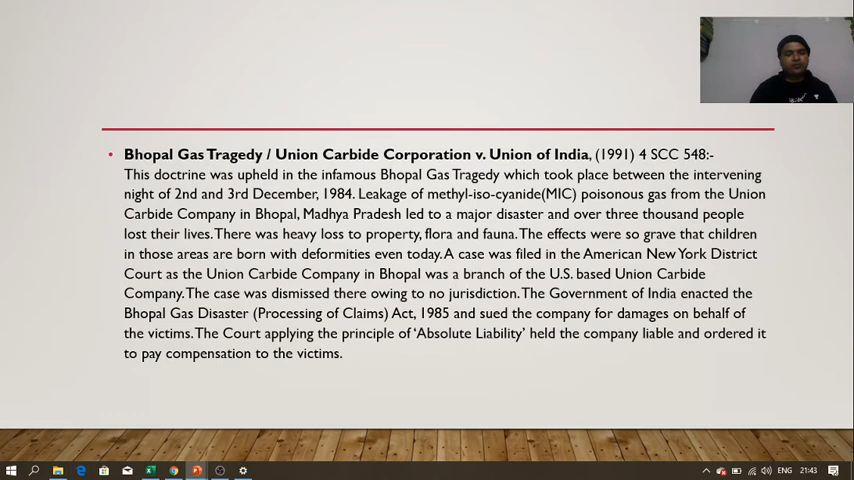 Bhopal Gas Tragedy / Union Carbide Corporation v. Union of India, (1991) 4 SCC 548:-
This doctrine was upheld in the infamous Bhopal Gas Tragedy which took place between the intervening
night of 2nd and 3rd December, 1984. Leakage of methyl-iso-cyanide(MIC) poisonous gas from the Union
Carbide Company in Bhopal, Madhya Pradesh led to a major disaster and over three thousand people
lost their lives. There was heavy loss to property, flora and fauna. The effects were so grave that children
in those areas are born with deformities even today. A case was filed in the American New York District
Court as the Union Carbide Company in Bhopal was a branch of the U.S. based Union Carbide
Company. The case was dismissed there owing to no jurisdiction. The Government of India enacted the
Bhopal Gas Disaster (Processing of Claims) Act, 1985 and sued the company for damages on behalf of
the victims. The Court applying the principle of ‘Absolute Liability’ held the company liable and ordered it
to pay compensation to the victims.
ENG 21:43